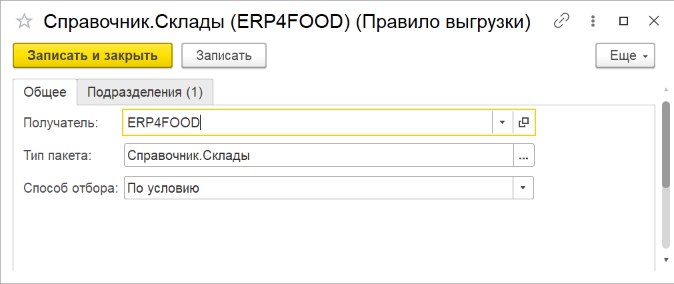 Справочник.Склады (ERP4FOOD) (Правило выгрузки)
Записать и закрыть Записать Еще
Общее Подразделения (1)
Получатель: ERP4FOOD
Тип пакета: Справочник.Склады ...
Способ отбора: По условию